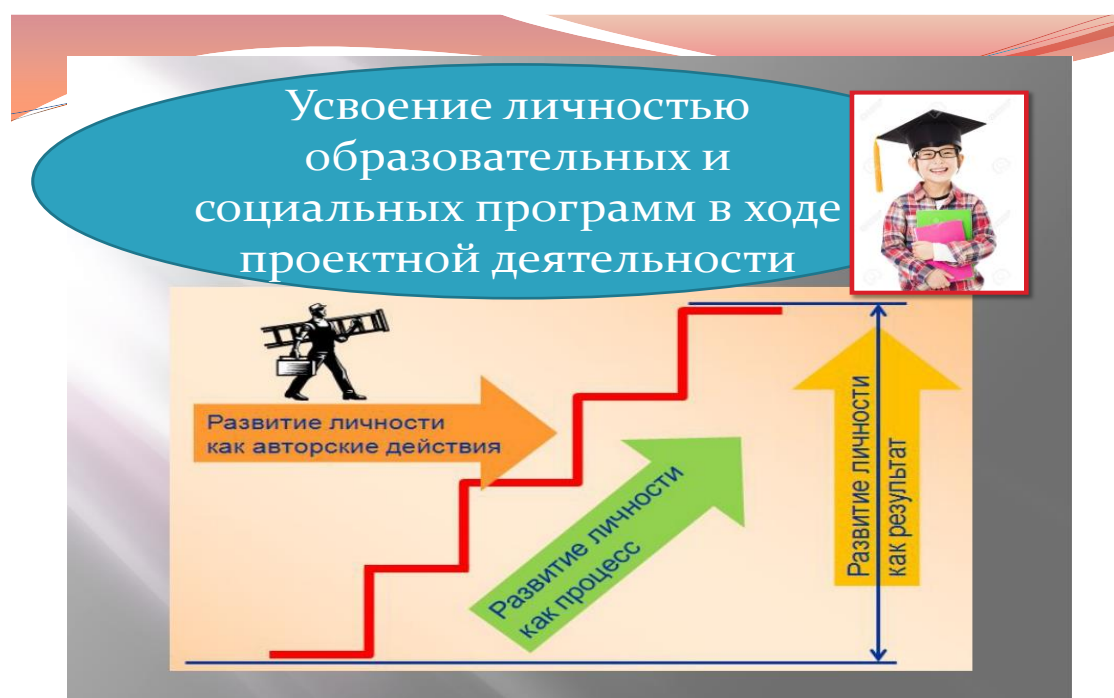 Усвоение личностью
образовательных и
социальных программ в ходе
проектной деятельности
Развитие личности
как авторские действия
Развитие личности
как процесс
Развитие личности
как результат